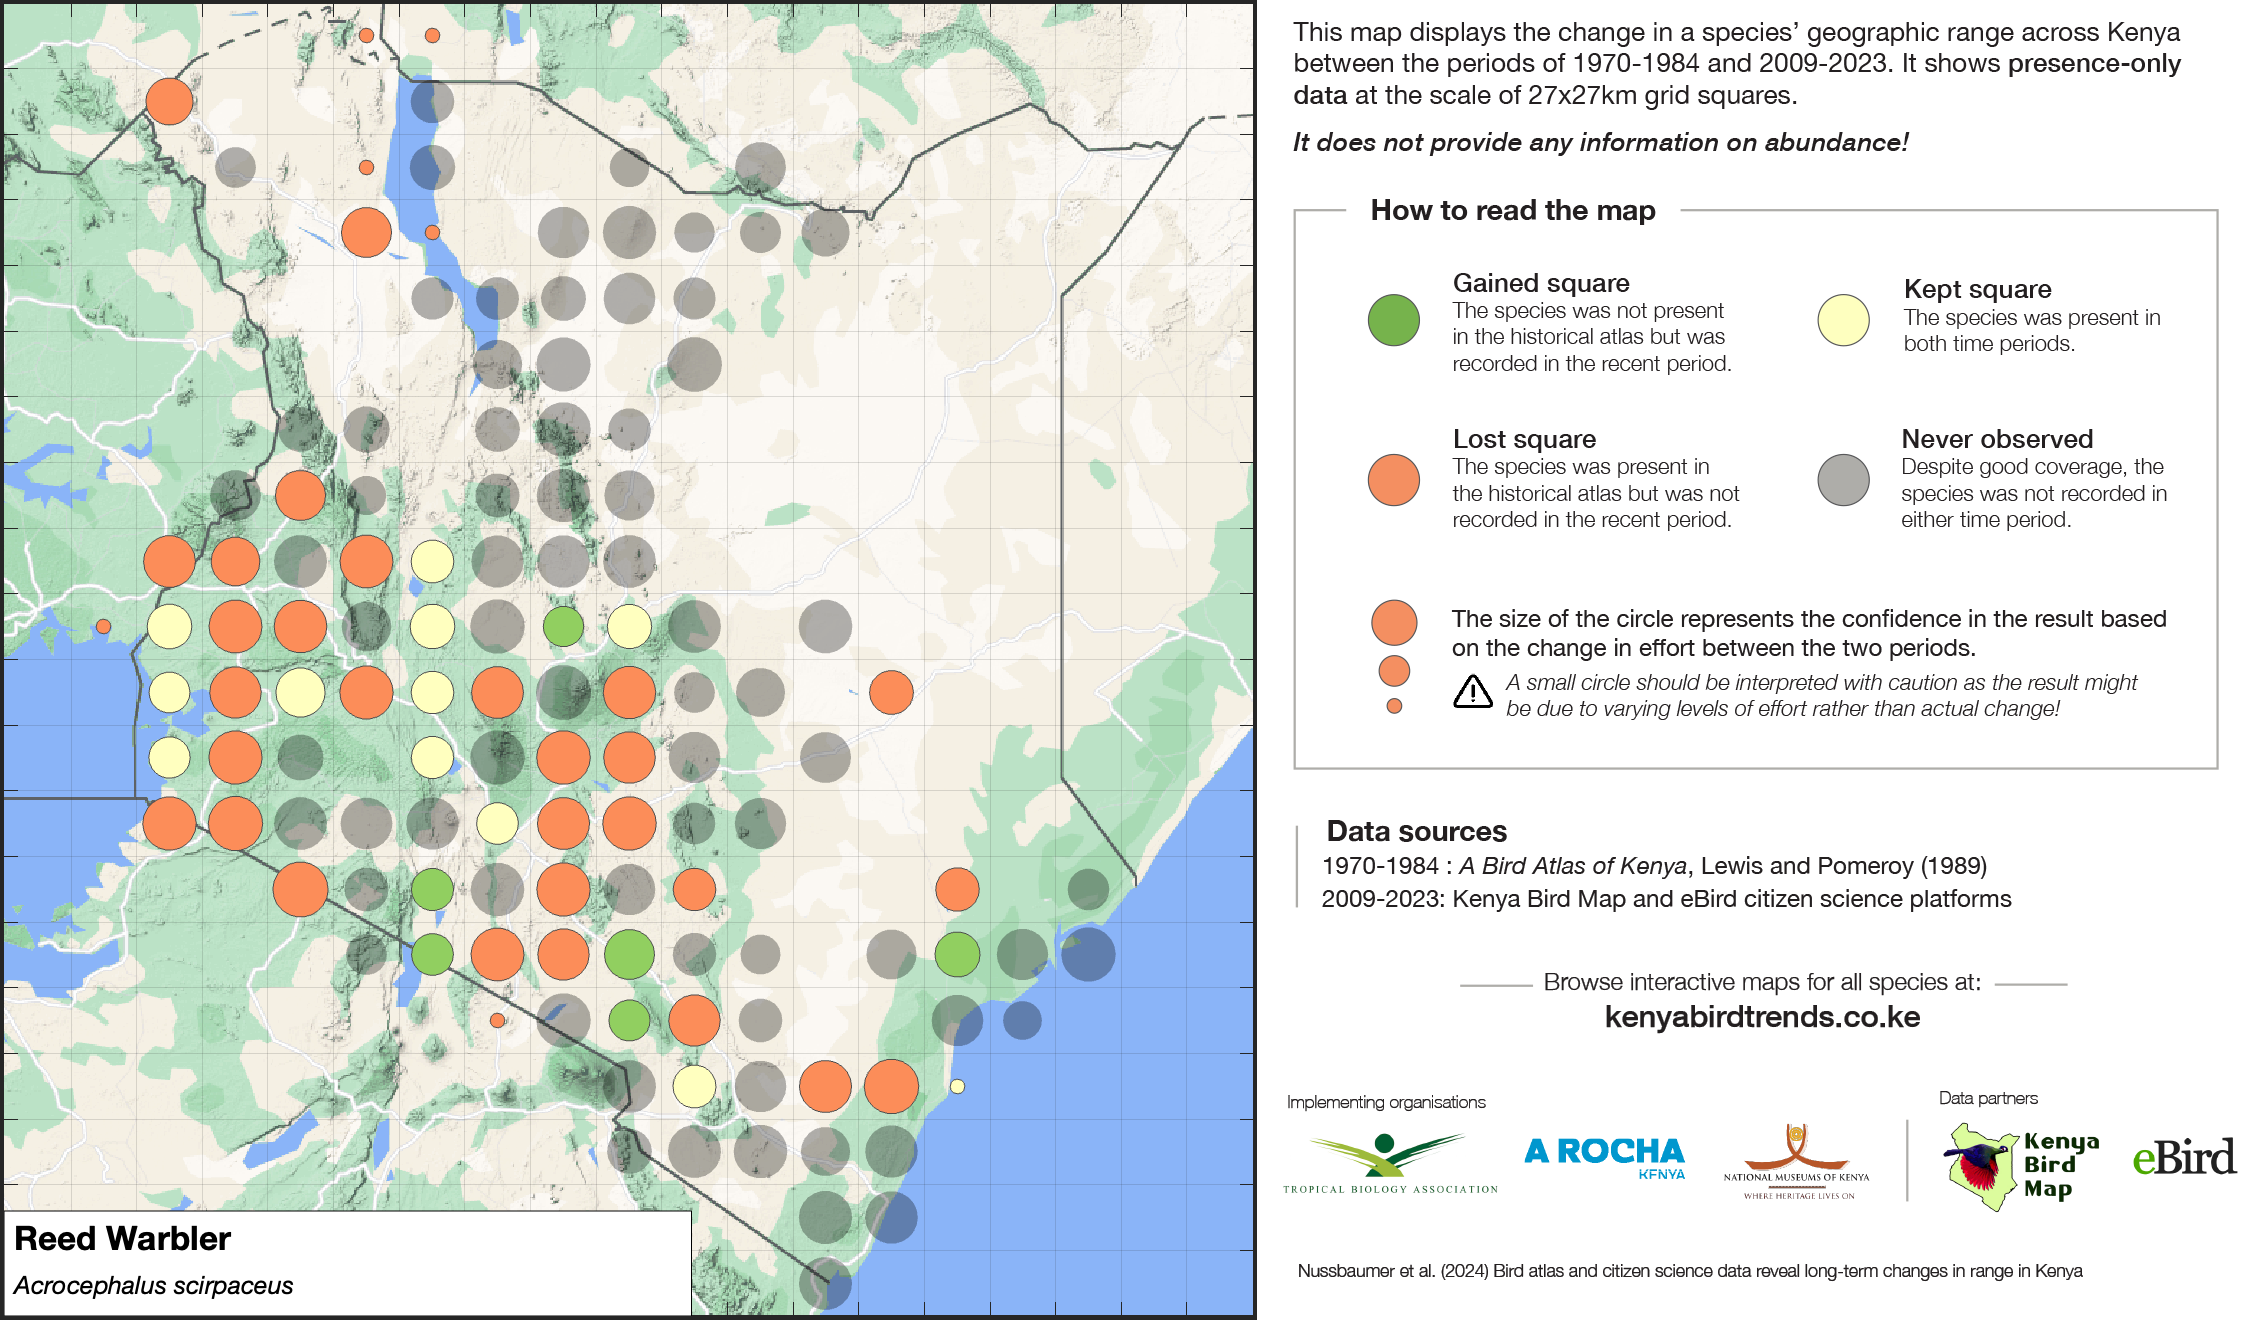 This map displays the change in a species’ geographic range across Kenya
between the periods of 1970-1984 and 2009-2023. It shows presence-only
data at the scale of 27x27km grid squares.
It does not provide any information on abundance!
How to read the map
Gained square
The species was not present
in the historical atlas but was
recorded in the recent period.
Kept square
The species was present in
both time periods.
Lost square
The species was present in
the historical atlas but was not
recorded in the recent period.
Never observed
Despite good coverage, the
species was not recorded in
either time period.
The size of the circle represents the confidence in the result based
on the change in effort between the two periods.
A small circle should be interpreted with caution as the result might
be due to varying levels of effort rather than actual change!
Data sources
1970-1984 : A Bird Atlas of Kenya, Lewis and Pomeroy (1989)
2009-2023: Kenya Bird Map and eBird citizen science platforms
Browse interactive maps for all species at:
kenyabirdtrends.co.ke
Implementing organisations
Data partners
TROPICAL BIOLOGY ASSOCIATION
A ROCHA
KENYA
NATIONAL MUSEUMS OF KENYA
WHERE HERITAGE LIVES ON
Kenya
Bird
Map
eBird
Nussbaumer et al. (2024) Bird atlas and citizen science data reveal long-term changes in range in Kenya
Reed Warbler
Acrocephalus scirpaceus